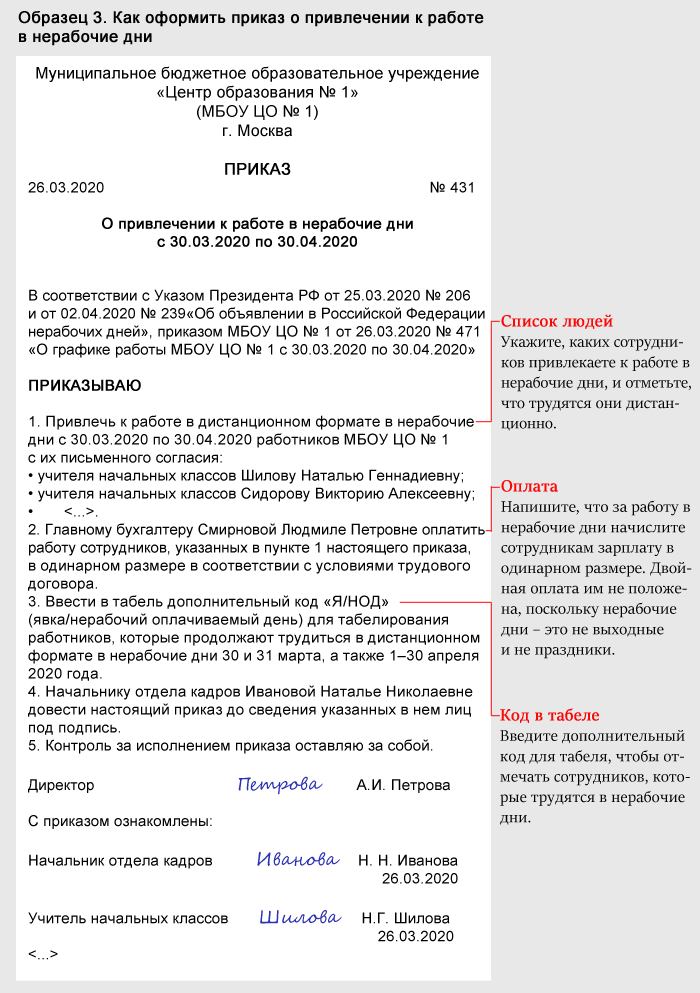 Образец 3. Как оформить приказ о привлечении к работе
в нерабочие дни
Муниципальное бюджетное образовательное учреждение
«Центр образования № 1»
(МБОУ ЦО № 1)
г. Москва
ПРИКАЗ
26.03.2020 № 431
О привлечении к работе в нерабочие дни
с 30.03.2020 по 30.04.2020
В соответствии с Указом Президента РФ от 25.03.2020 № 206
и от 02.04.2020 № 239«Об объявлении в Российской Федерации
нерабочих дней», приказом МБОУ ЦО № 1 от 26.03.2020 № 471
«О графике работы МБОУ ЦО № 1 с 30.03.2020 по 30.04.2020»
ПРИКАЗЫВАЮ
1. Привлечь к работе в дистанционном формате в нерабочие
дни с 30.03.2020 по 30.04.2020 работников МБОУ ЦО № 1
с их письменного согласия:
• учителя начальных классов Шилову Наталью Геннадиевну;
• учителя начальных классов Сидорову Викторию Алексеевну;
• <...>.
2. Главному бухгалтеру Смирновой Людмиле Петровне оплатить
работу сотрудников, указанных в пункте 1 настоящего приказа,
в одинарном размере в соответствии с условиями трудового
договора.
3. Ввести в табель дополнительный код «Я/НОД»
(явка/нерабочий оплачиваемый день) для табелирования
работников, которые продолжают трудиться в дистанционном
формате в нерабочие дни 30 и 31 марта, а также 1–30 апреля
2020 года.
4. Начальнику отдела кадров Ивановой Наталье Николаевне
довести настоящий приказ до сведения указанных в нем лиц
под подпись.
5. Контроль за исполнением приказа оставляю за собой.
Директор Петрова А.И. Петрова
С приказом ознакомлены:
Начальник отдела кадров Иванова Н. Н. Иванова
26.03.2020
Учитель начальных классов Шилова Н.Г. Шилова
26.03.2020
<...>
Список людей
Укажите, каких сотрудни-
ков привлекаете к работе в
нерабочие дни, и отметьте,
что трудятся они дистан-
ционно.
Оплата
Напишите, что за работу в
нерабочие дни начислите
сотрудникам зарплату в
одинарном размере. Двой-
ная оплата им не положе-
на, поскольку нерабочие
дни – это не выходные
и не праздники.
Код в табеле
Введите дополнительный
код для табеля, чтобы от-
мечать сотрудников, кото-
рые трудятся в нерабочие
дни.